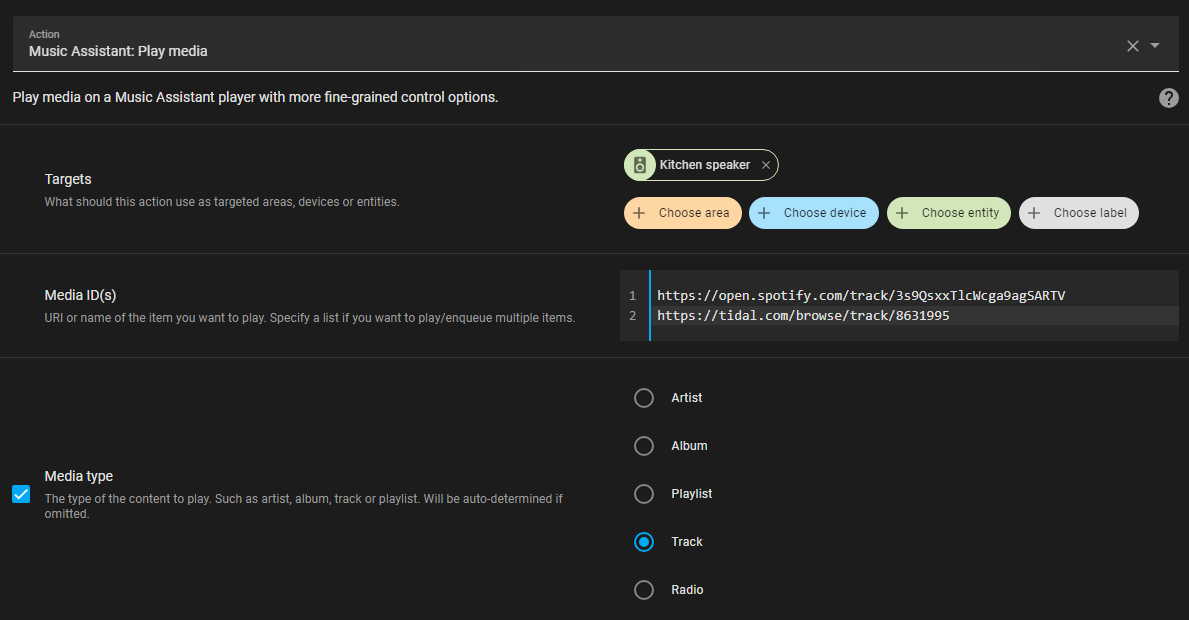 Action
Music Assistant: Play media
Play media on a Music Assistant player with more fine-grained control options.
Targets
What should this action use as targeted areas, devices or entities.
Kitchen speaker
Choose area
Choose device
Choose entity
Choose label
Media ID(s)
URI or name of the item you want to play. Specify a list if you want to play/enqueue multiple items.
1 https://open.spotify.com/track/3s9QsxxTlcWcga9agSARTV
2 https://tidal.com/browse/track/8631995
Media type
The type of the content to play. Such as artist, album, track or playlist. Will be auto-determined if
omitted.
Artist
Album
Playlist
Track
Radio